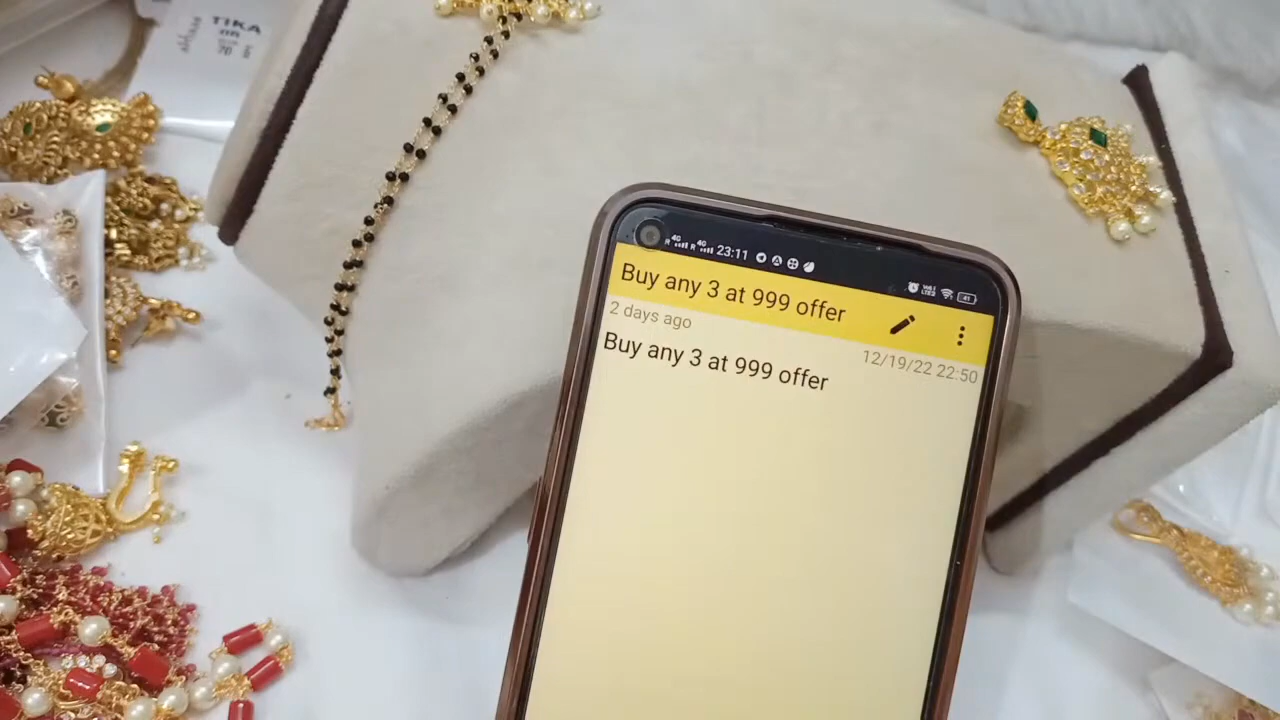 TIKA
23:11
Buy any 3 at 999 offer
2 days ago
12/19/22 22:50
Buy any 3 at 999 offer